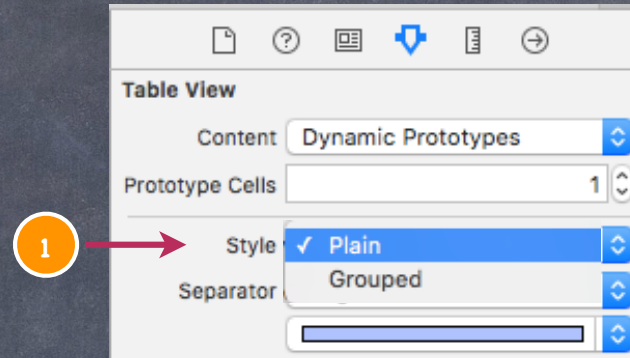 Table View
Content Dynamic Prototypes
Prototype Cells 1
1 Style ✓ Plain
Grouped
Separator